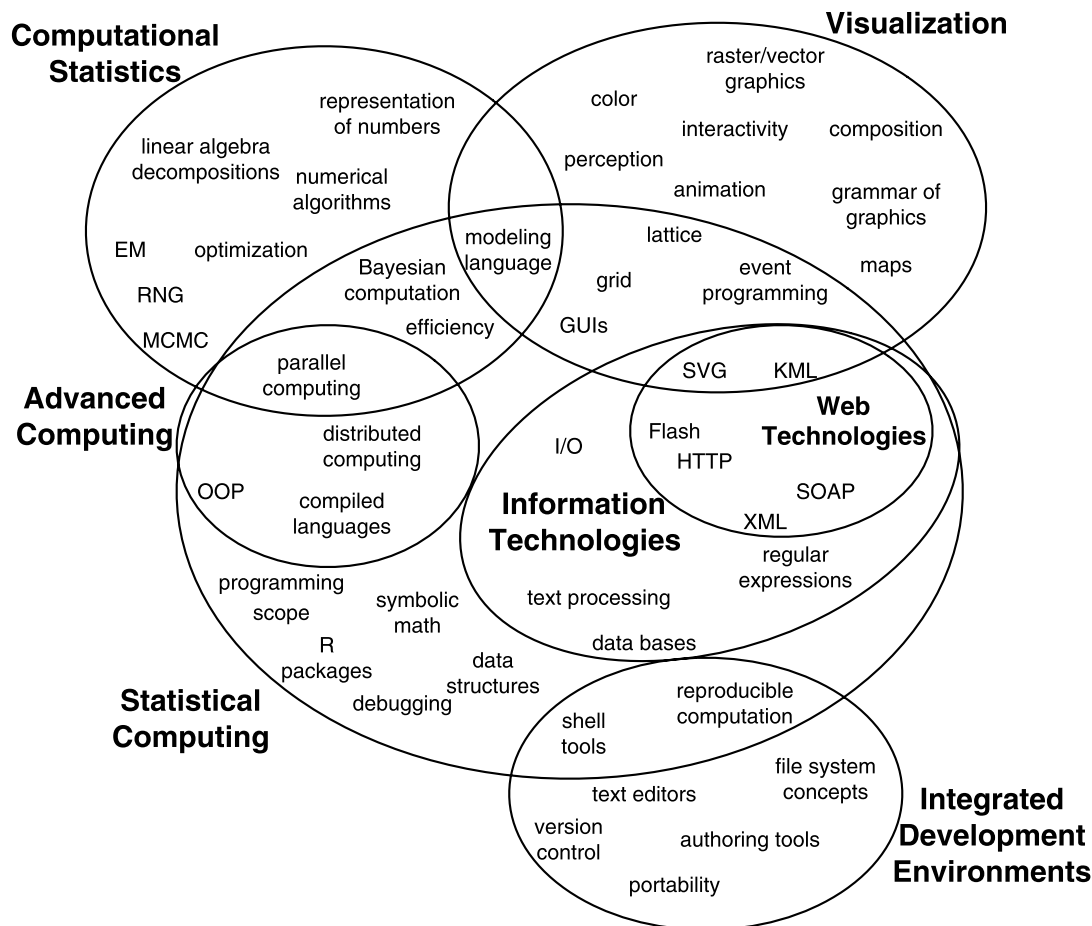 Computational
Statistics
Visualization
representation
of numbers
linear algebra
decompositions
numerical
algorithms
EM
optimization
RNG
MCMC
Bayesian
computation
efficiency
modeling
language
raster/vector
graphics
color
interactivity
composition
perception
animation
grammar of
graphics
lattice
maps
grid
event
programming
GUIs
Advanced
Computing
parallel
computing
distributed
computing
OOP
compiled
languages
SVG
KML
Web
Technologies
Flash
HTTP
SOAP
XML
I/O
Information
Technologies
regular
expressions
text processing
data bases
programming
scope
symbolic
math
R
packages
data
structures
debugging
Statistical
Computing
reproducible
computation
shell
tools
file system
concepts
text editors
version
control
authoring tools
portability
Integrated
Development
Environments